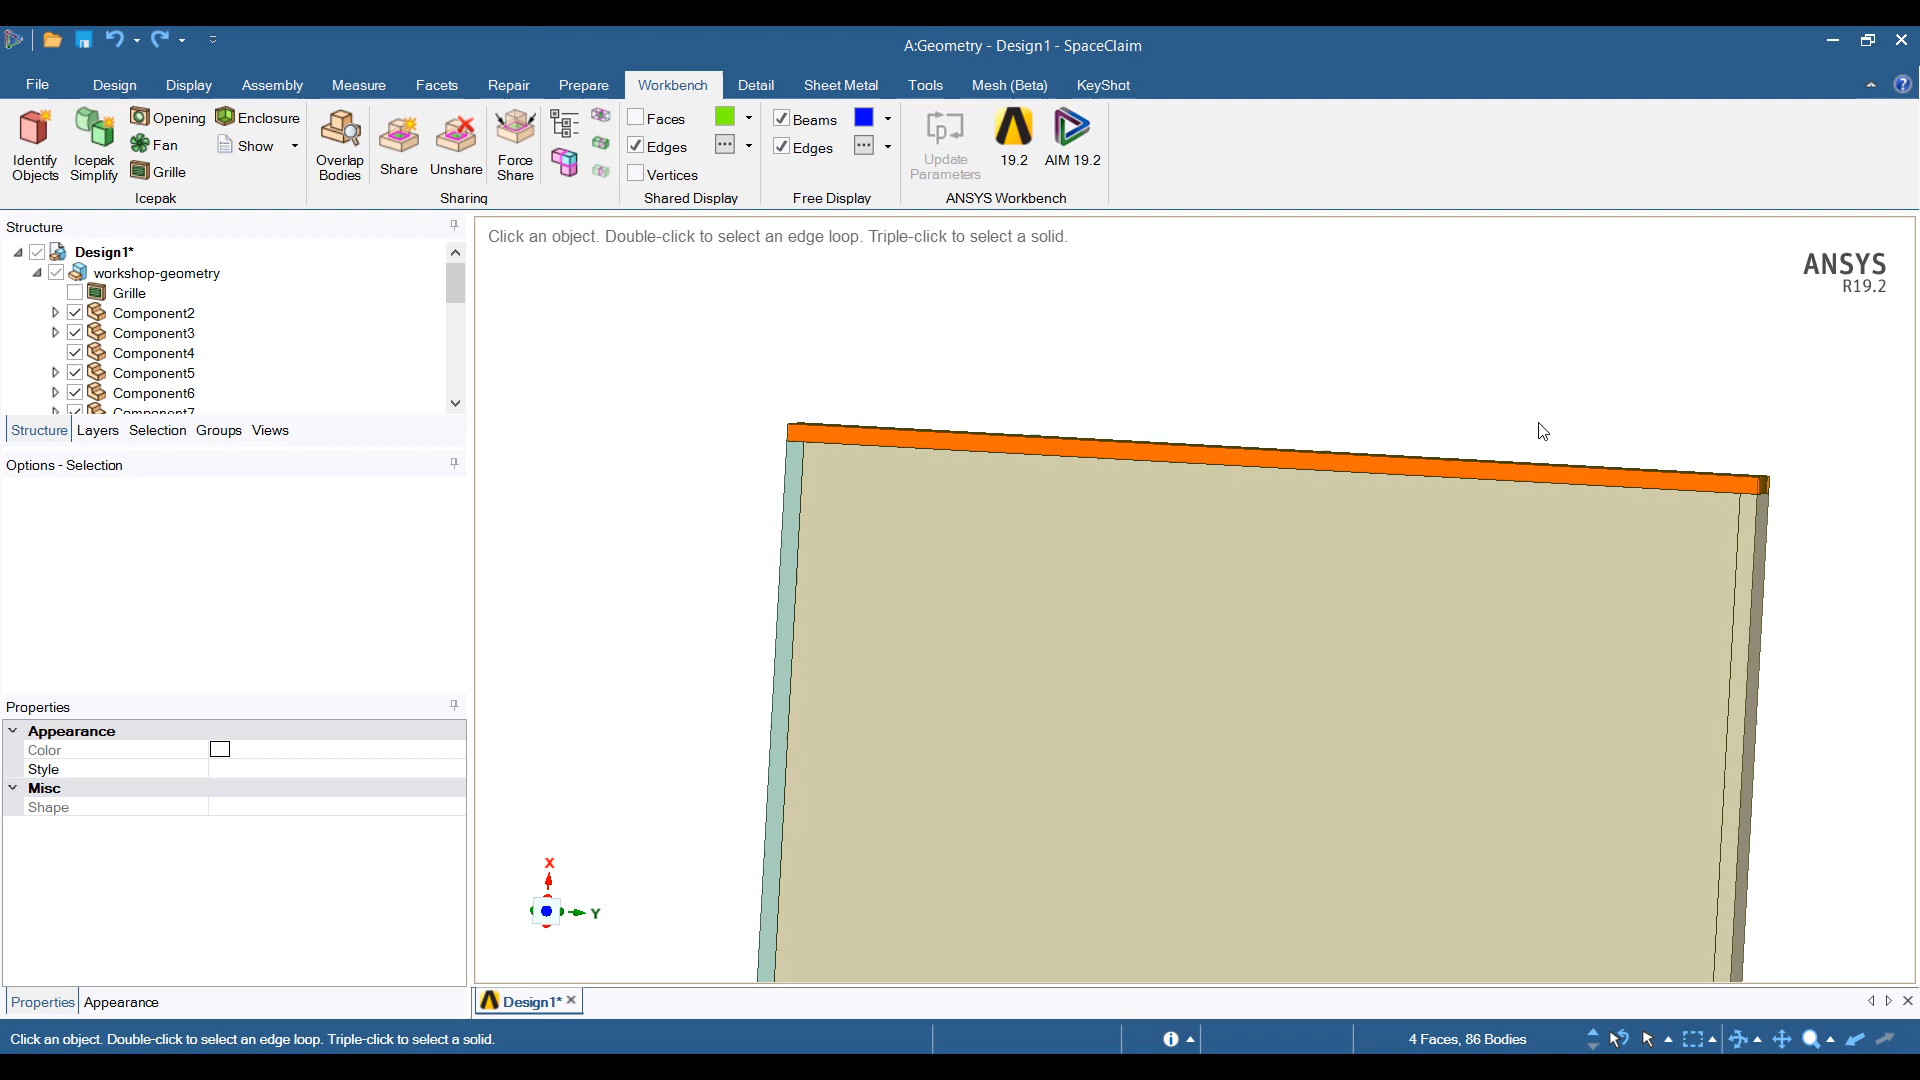 A:Geometry - Design1 - SpaceClaim
File Design Display Assembly Measure Facets Repair Prepare Workbench Detail Sheet Metal Tools Mesh (Beta) KeyShot
Identify Objects
Icepak Simplify
Opening
Fan
Grille
Enclosure
Show
Icepak
Overlap Bodies
Share
Unshare
Force Share
Sharing
Faces
Edges
Vertices
Shared Display
Beams
Edges
Free Display
Update Parameters
19.2
AIM 19.2
ANSYS Workbench
Structure
Design1*
workshop-geometry
Grille
Component2
Component3
Component4
Component5
Component6
Component7
Structure Layers Selection Groups Views
Options - Selection
Properties
Appearance
Color
Style
Misc
Shape
Properties Appearance
Click an object. Double-click to select an edge loop. Triple-click to select a solid.
ANSYS
R19.2
X
Y
Design1*
Click an object. Double-click to select an edge loop. Triple-click to select a solid.
4 Faces, 86 Bodies